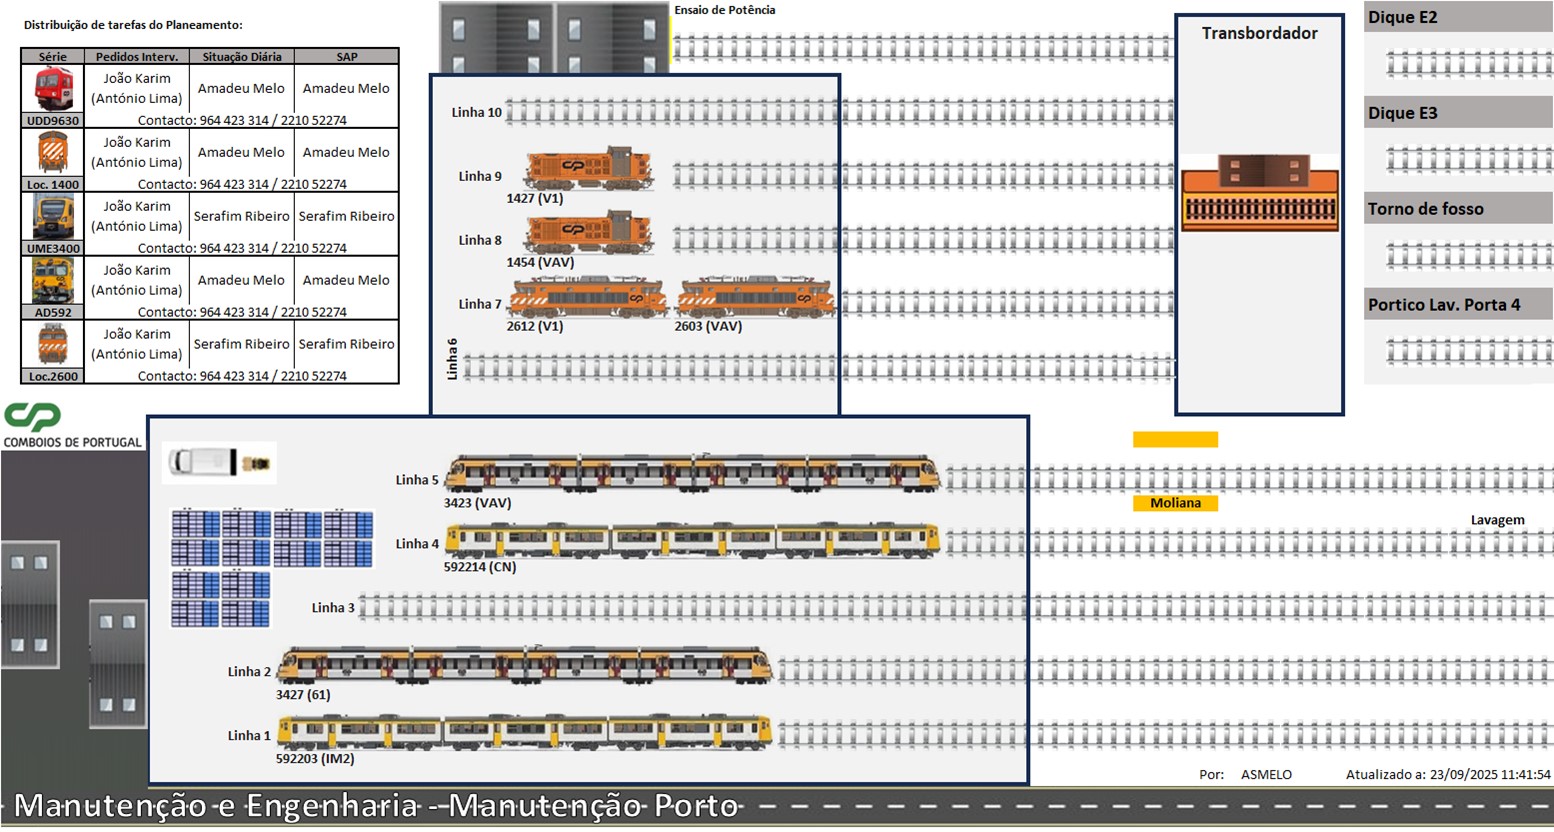 Distribuição de tarefas do Planeamento:
Série Pedidos Interv. Situação Diária SAP
João Karim
(António Lima) Amadeu Melo Amadeu Melo
UDD9630 Contacto: 964 423 314 / 2210 52274
João Karim
(António Lima) Amadeu Melo Amadeu Melo
Loc. 1400 Contacto: 964 423 314 / 2210 52274
João Karim
(António Lima) Serafim Ribeiro Serafim Ribeiro
UME3400 Contacto: 964 423 314 / 2210 52274
João Karim
(António Lima) Amadeu Melo Amadeu Melo
AD592 Contacto: 964 423 314 / 2210 52274
João Karim
(António Lima) Serafim Ribeiro Serafim Ribeiro
Loc.2600 Contacto: 964 423 314 / 2210 52274
CP
COMBOIOS DE PORTUGAL
Ensaio de Potência
Linha 10
Linha 9
1427 (V1)
Linha 8
1454 (VAV)
Linha 7
2612 (V1) 2603 (VAV)
Linha 6
Transbordador
Dique E2
Dique E3
Torno de fosso
Portico Lav. Porta 4
Linha 5
3423 (VAV)
Moliana
Lavagem
Linha 4
592214 (CN)
Linha 3
Linha 2
3427 (61)
Linha 1
592203 (IM2)
Por: ASMELO Atualizado a: 23/09/2025 11:41:54
Manutenção e Engenharia - Manutenção Porto